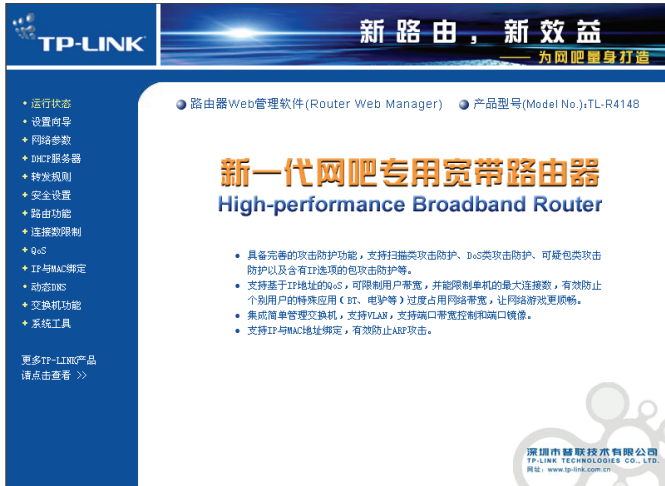 TP-LINK
新路由，新效益
——为网吧量身打造
路由器Web管理软件(Router Web Manager) 产品型号(Model No.):TL-R4148
运行状态
设置向导
网络参数
DHCP服务器
转发规则
安全设置
路由功能
连接数限制
QoS
IP与MAC绑定
动态DNS
交换机功能
系统工具
更多TP-LINK产品
请点击查看 >>
新一代网吧专用宽带路由器
High-performance Broadband Router
具备完善的攻击防护功能，支持扫描类攻击防护、DoS类攻击防护、可疑包类攻击
防护以及含有IP选项的包攻击防护等。
支持基于IP地址的QoS，可限制用户带宽，并能限制单机的最大连接数，有效防止
个别用户的特殊应用（BT、电驴等）过度占用网络带宽，让网络游戏更顺畅。
集成简单管理交换机，支持VLAN，支持端口带宽控制和端口镜像。
支持IP与MAC地址绑定，有效防止ARP攻击。
深圳市普联技术有限公司
TP-LINK TECHNOLOGIES CO., LTD.
网址：www.tp-link.com.cn